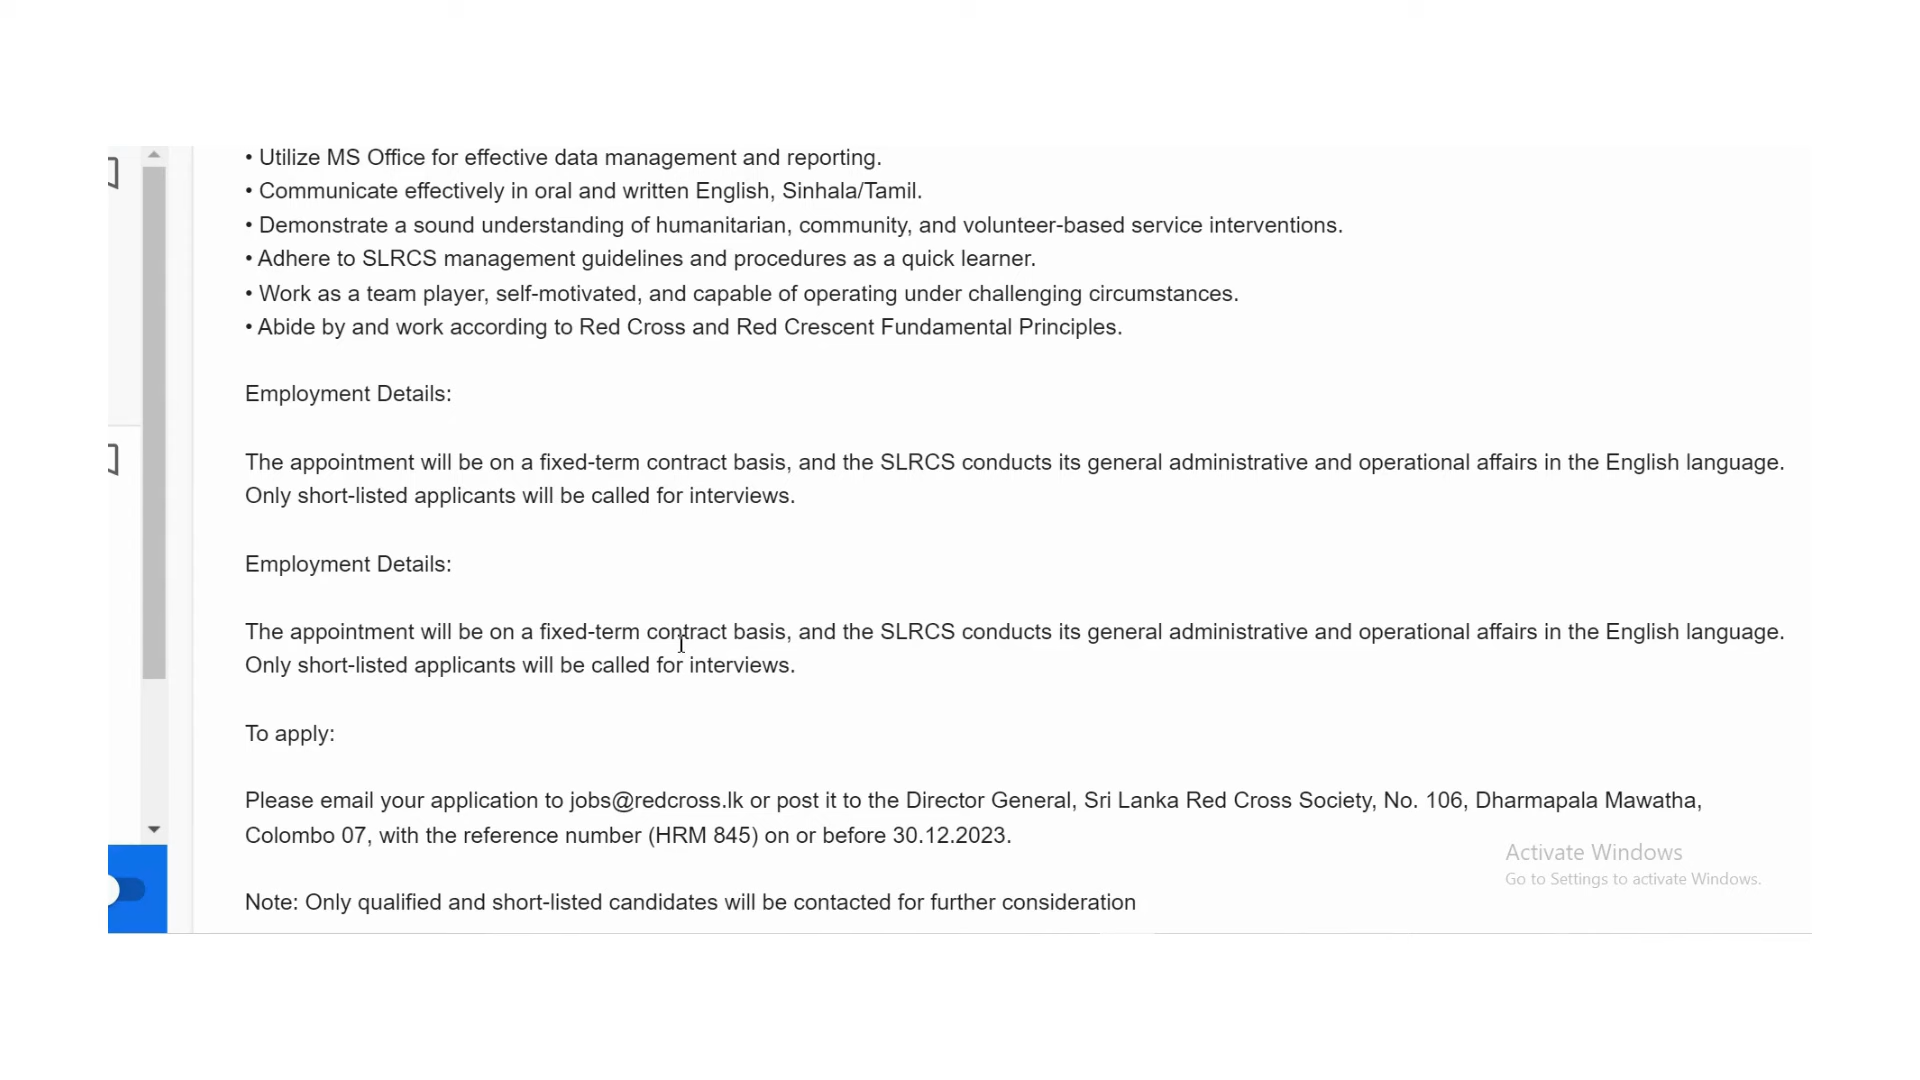 • Utilize MS Office for effective data management and reporting.
• Communicate effectively in oral and written English, Sinhala/Tamil.
• Demonstrate a sound understanding of humanitarian, community, and volunteer-based service interventions.
• Adhere to SLRCS management guidelines and procedures as a quick learner.
• Work as a team player, self-motivated, and capable of operating under challenging circumstances.
• Abide by and work according to Red Cross and Red Crescent Fundamental Principles.
Employment Details:
The appointment will be on a fixed-term contract basis, and the SLRCS conducts its general administrative and operational affairs in the English language.
Only short-listed applicants will be called for interviews.
Employment Details:
The appointment will be on a fixed-term contract basis, and the SLRCS conducts its general administrative and operational affairs in the English language.
Only short-listed applicants will be called for interviews.
To apply:
Please email your application to jobs@redcross.lk or post it to the Director General, Sri Lanka Red Cross Society, No. 106, Dharmapala Mawatha,
Colombo 07, with the reference number (HRM 845) on or before 30.12.2023.
Activate Windows
Go to Settings to activate Windows.
Note: Only qualified and short-listed candidates will be contacted for further consideration